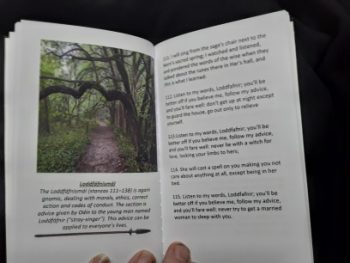 Loddfáfnismál
The Loddfáfnismál (stanzas 111–138) is again
gnomic, dealing with morals, ethics, correct
action and codes of conduct. The section is
advice given by Odin to the young man named
Loddfáfnir ("stray-singer"). This advice can be
applied to everyone's lives.
111. I will sing from the sage's chair next to the
Norn's sacred spring; I watched and listened,
and pondered the words of the wise when they
talked about the runes there in Har's hall, and
this is what I learned.
112. Listen to my words, Loddfafnir; you'll be
better off if you believe me, follow my advice,
and you'll fare well: don't get up at night except
to guard the house, go out only to relieve
yourself.
113. Listen to my words, Loddfafnir; you'll be
better off if you believe me, follow my advice,
and you'll fare well: never lie with a witch for
love, locking your limbs to hers;
114. She will cast a spell on you making you not
care about anything at all, except being in her
bed.
115. Listen to my words, Loddfafnir; you'll be
better off if you believe me, follow my advice,
and you'll fare well: never try to get a married
woman to sleep with you.